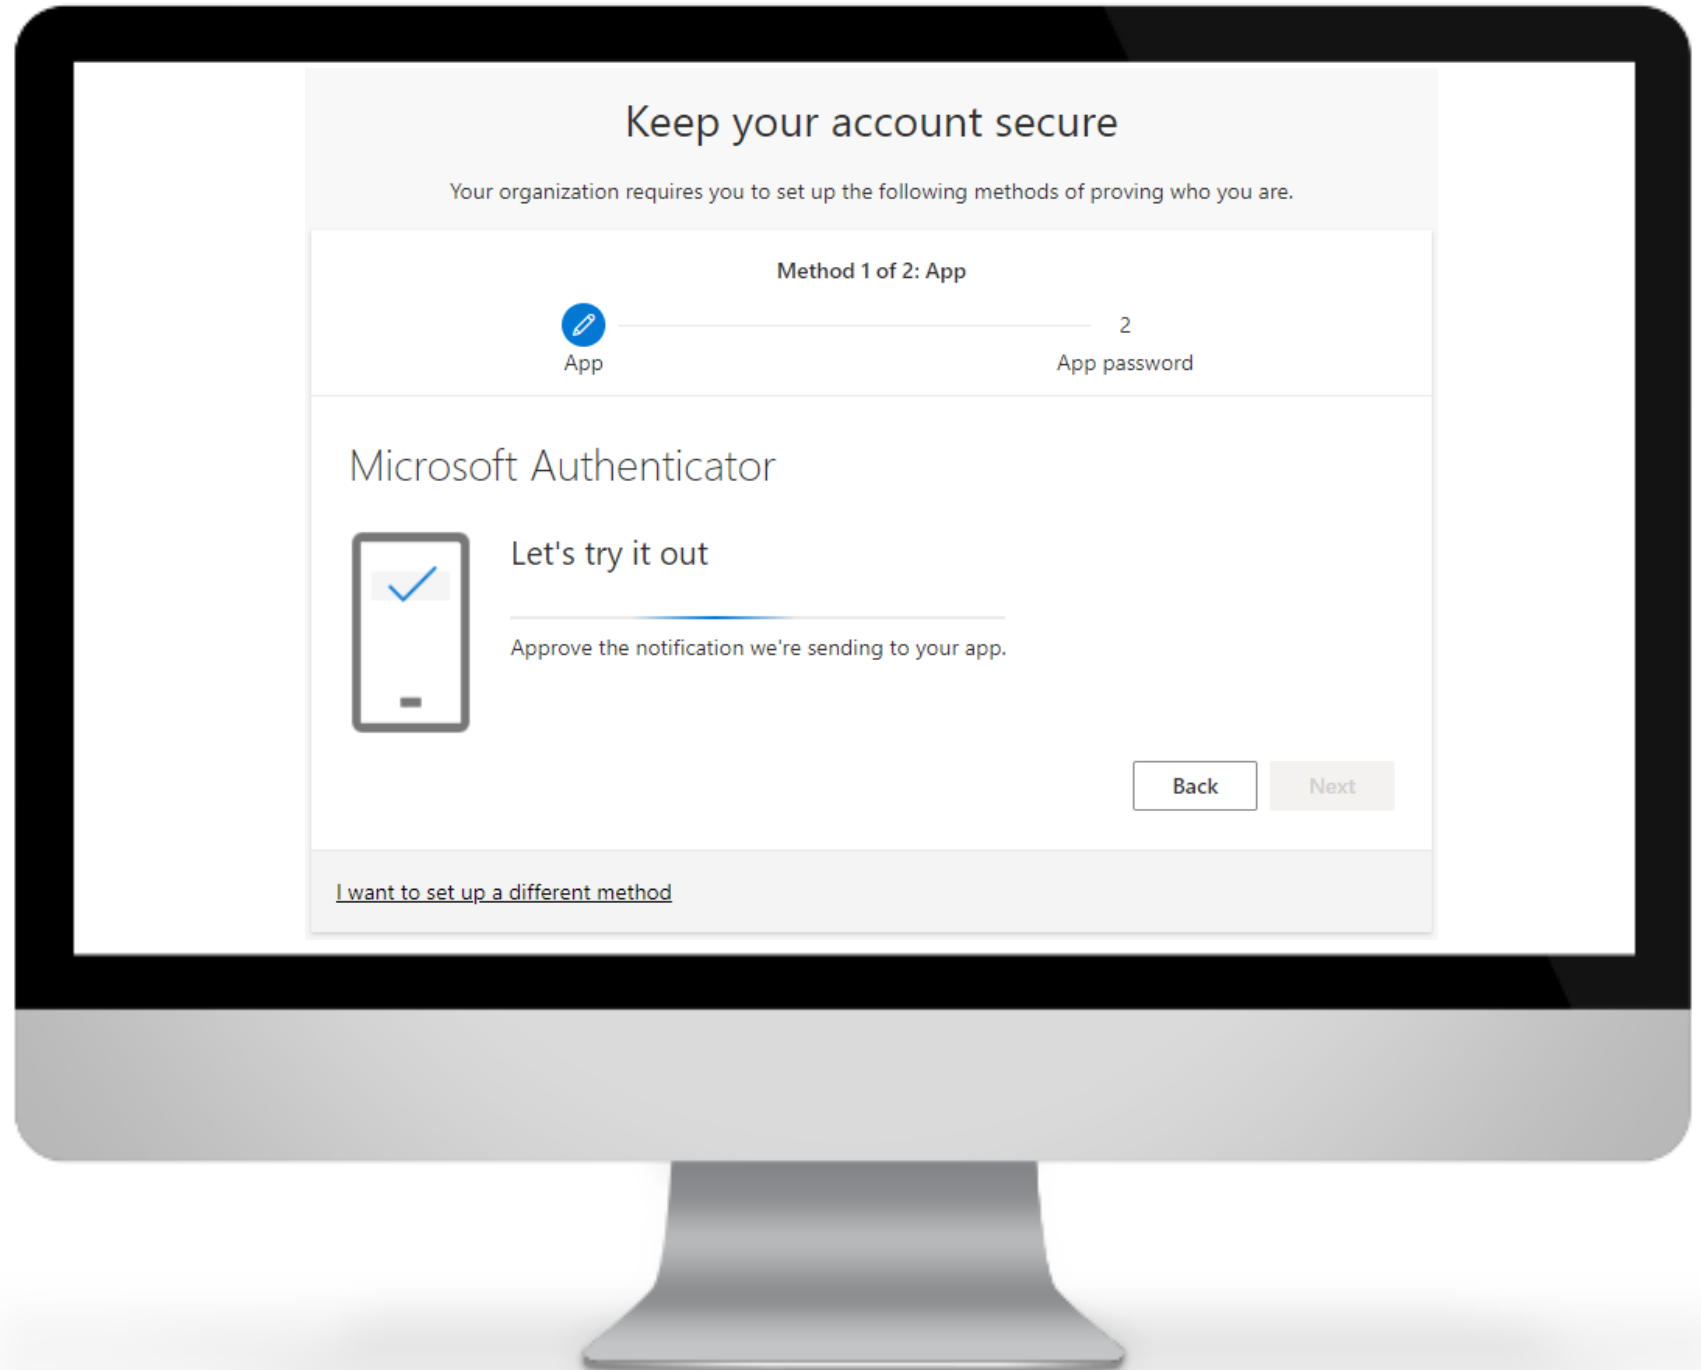 Keep your account secure
Your organization requires you to set up the following methods of proving who you are.
Method 1 of 2: App
2
App
App password
Microsoft Authenticator
Let's try it out
Approve the notification we're sending to your app.
Back
Next
I want to set up a different method